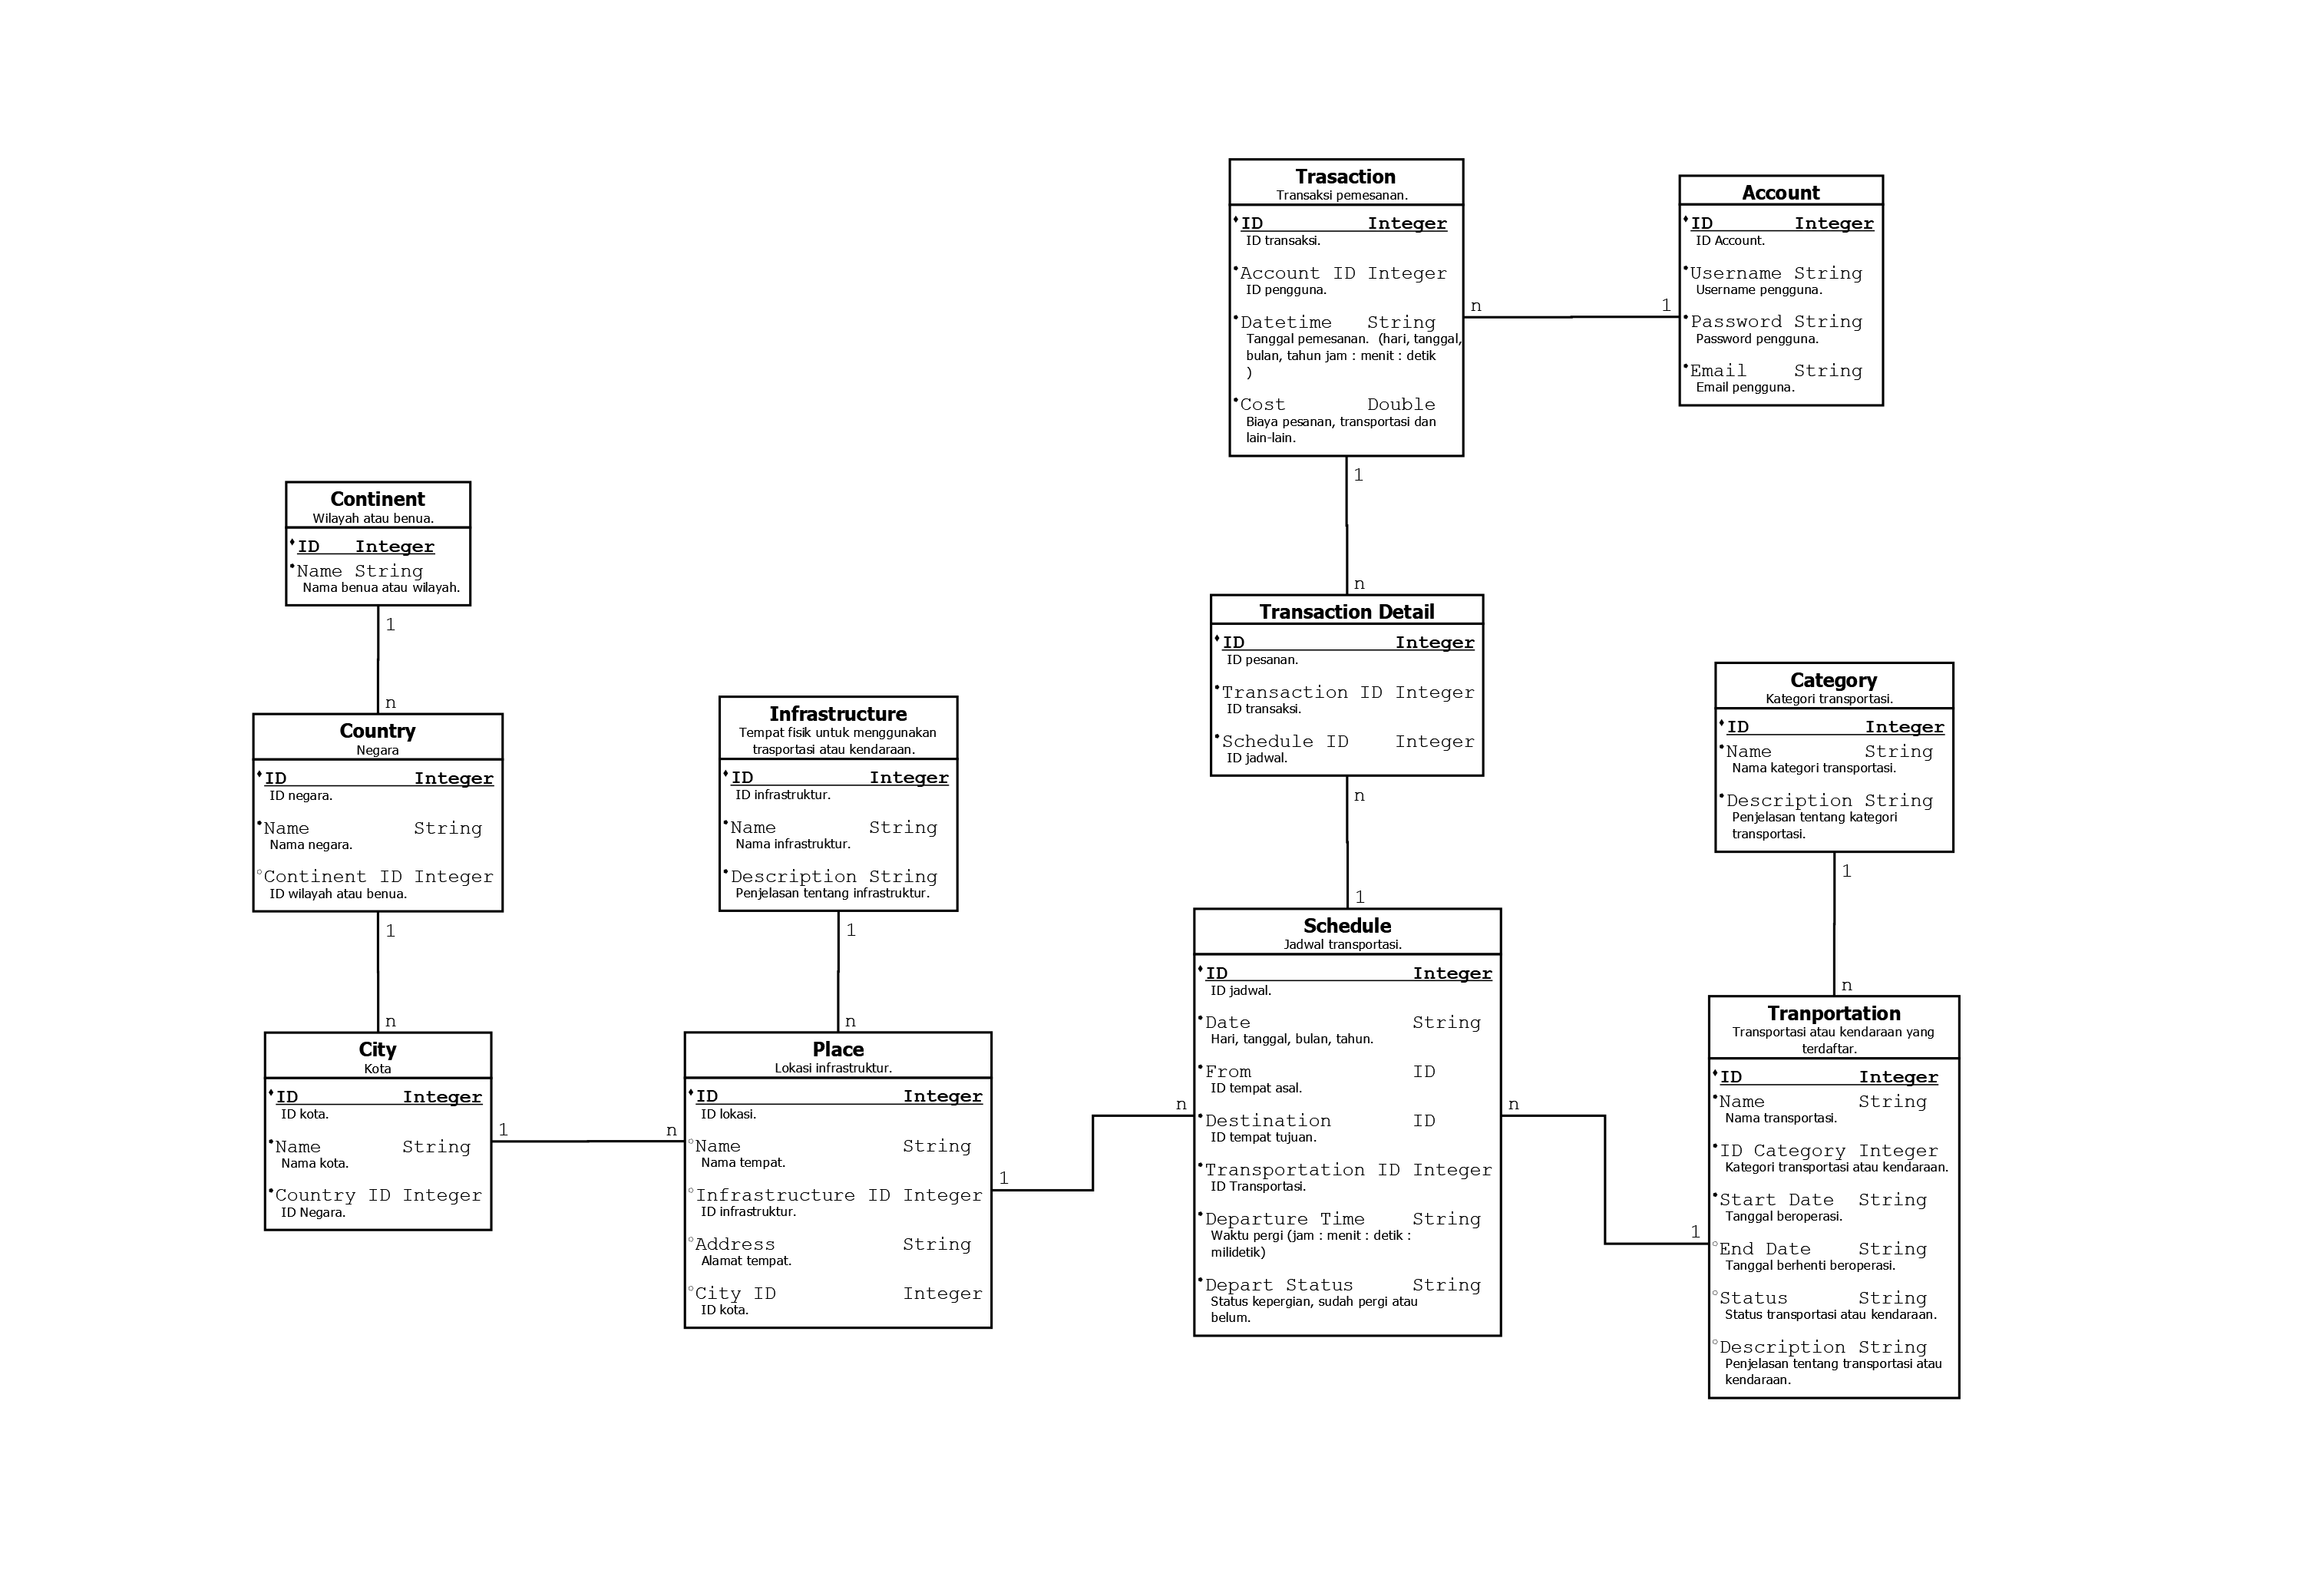 Trasaction
Transaksi pemesanan.
ID Integer
ID transaksi.
Account ID Integer
ID pengguna.
Datetime String
Tanggal pemesanan. (hari, tanggal,
bulan, tahun jam : menit : detik
)
Cost Double
Biaya pesanan, transportasi dan
lain-lain.
n
1
Account
ID Integer
ID Account.
Username String
Username pengguna.
Password String
Password pengguna.
Email String
Email pengguna.
1
n
Continent
Wilayah atau benua.
ID Integer
Name String
Nama benua atau wilayah.
1
n
Country
Negara
ID Integer
ID negara.
Name String
Nama negara.
Continent ID Integer
ID wilayah atau benua.
1
n
City
Kota
ID Integer
ID kota.
Name String
Nama kota.
Country ID Integer
ID Negara.
1
n
Infrastructure
Tempat fisik untuk menggunakan
trasportasi atau kendaraan.
ID Integer
ID infrastruktur.
Name String
Nama infrastruktur.
Description String
Penjelasan tentang infrastruktur.
1
n
Place
Lokasi infrastruktur.
ID Integer
ID lokasi.
Name String
Nama tempat.
Infrastructure ID Integer
ID infrastruktur.
Address String
Alamat tempat.
City ID Integer
ID kota.
1
n
Transaction Detail
ID Integer
ID pesanan.
Transaction ID Integer
ID transaksi.
Schedule ID Integer
ID jadwal.
n
1
Schedule
Jadwal transportasi.
ID Integer
ID jadwal.
Date String
Hari, tanggal, bulan, tahun.
From ID
ID tempat asal.
Destination ID
ID tempat tujuan.
Transportation ID Integer
ID Transportasi.
Departure Time String
Waktu pergi (jam : menit : detik :
milidetik)
Depart Status String
Status kepergian, sudah pergi atau
belum.
n
1
Category
Kategori transportasi.
ID Integer
Name String
Nama kategori transportasi.
Description String
Penjelasan tentang kategori
transportasi.
1
n
Tranportation
Transportasi atau kendaraan yang
terdaftar.
ID Integer
Name String
Nama transportasi.
ID Category Integer
Kategori transportasi atau kendaraan.
Start Date String
Tanggal beroperasi.
End Date String
Tanggal berhenti beroperasi.
Status String
Status transportasi atau kendaraan.
Description String
Penjelasan tentang transportasi atau
kendaraan.